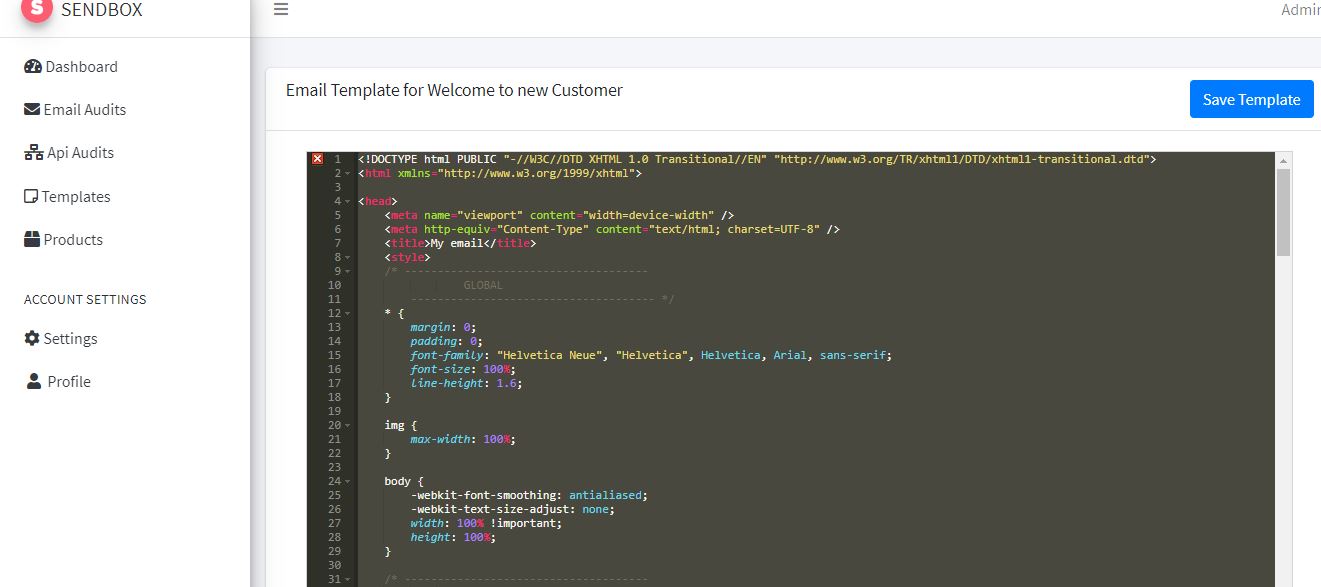 S SENDBOX
Admin
Dashboard
Email Audits
Api Audits
Templates
Products
ACCOUNT SETTINGS
Settings
Profile
Email Template for Welcome to new Customer
Save Template
1 <!DOCTYPE html PUBLIC "-//W3C//DTD XHTML 1.0 Transitional//EN" "http://www.w3.org/TR/xhtml1/DTD/xhtml1-transitional.dtd">
2 <html xmlns="http://www.w3.org/1999/xhtml">
3
4 <head>
5     <meta name="viewport" content="width=device-width" />
6     <meta http-equiv="Content-Type" content="text/html; charset=UTF-8" />
7     <title>My email</title>
8     <style>
9     /* -------------------------------------
10             GLOBAL
11         ------------------------------------- */
12     * {
13         margin: 0;
14         padding: 0;
15         font-family: "Helvetica Neue", "Helvetica", Helvetica, Arial, sans-serif;
16         font-size: 100%;
17         line-height: 1.6;
18     }
19
20     img {
21         max-width: 100%;
22     }
23
24     body {
25         -webkit-font-smoothing: antialiased;
26         -webkit-text-size-adjust: none;
27         width: 100% !important;
28         height: 100%;
29     }
30
31     /* -------------------------------------